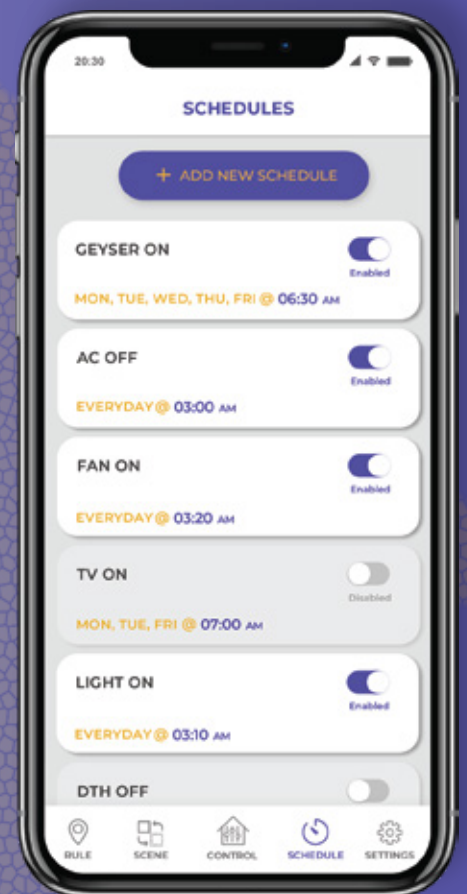 20:30
SCHEDULES
+ ADD NEW SCHEDULE
GEYSER ON
Enabled
MON, TUE, WED, THU, FRI @ 06:30 AM
AC OFF
Enabled
EVERYDAY @ 03:00 AM
FAN ON
Enabled
EVERYDAY @ 03:20 AM
TV ON
Disabled
MON, TUE, FRI @ 07:00 AM
LIGHT ON
Enabled
EVERYDAY @ 03:10 AM
DTH OFF
RULE
SCENE
CONTROL
SCHEDULE
SETTINGS